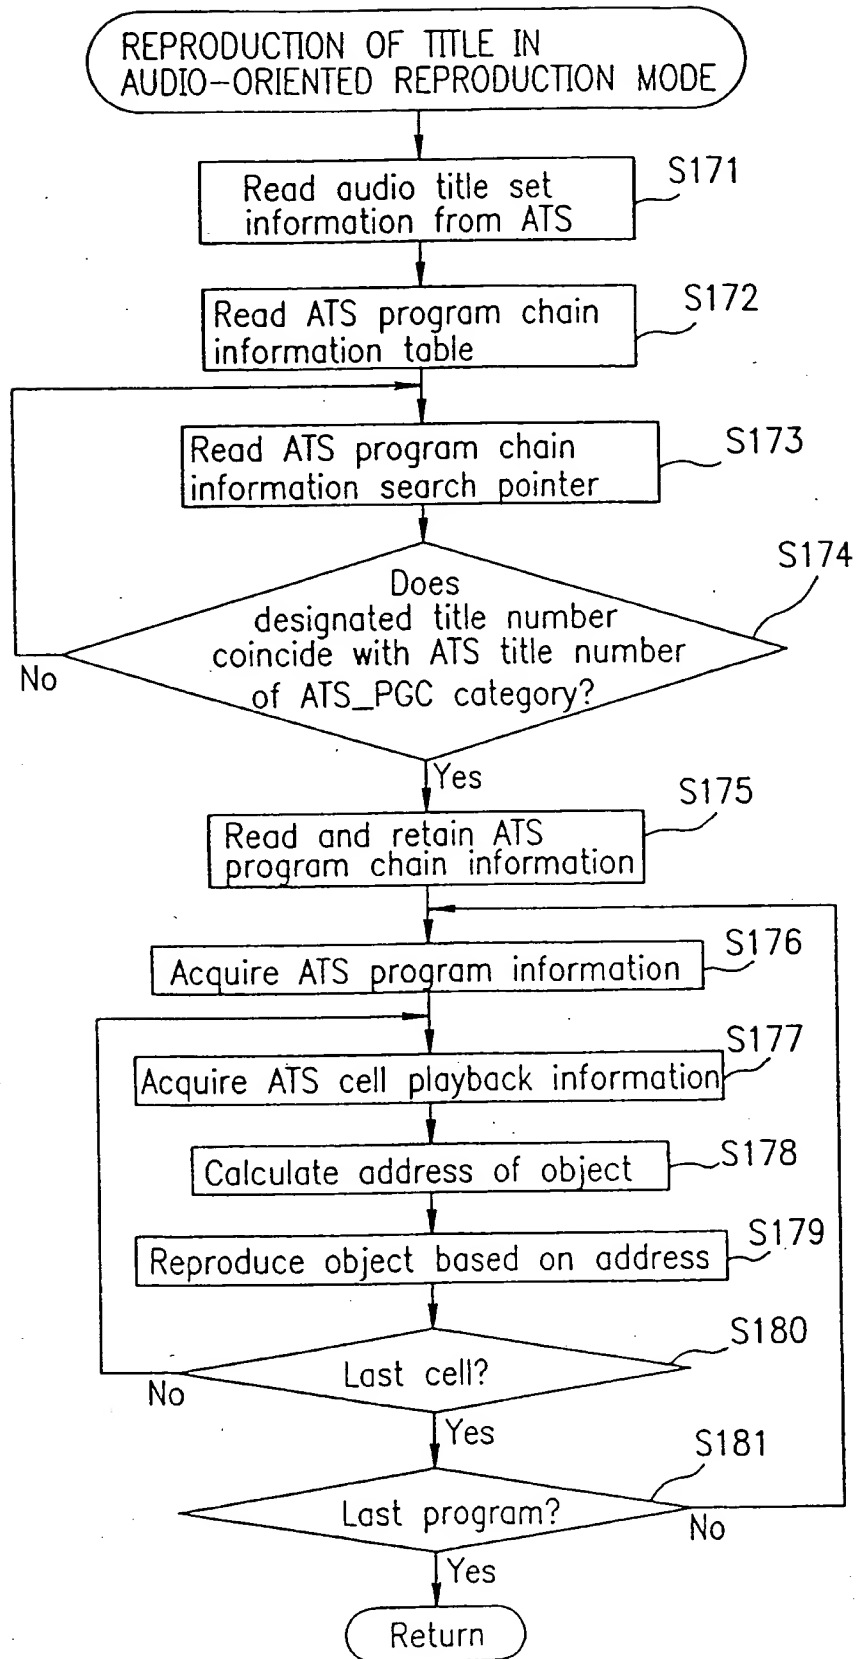 REPRODUCTION OF TITLE IN
AUDIO-ORIENTED REPRODUCTION MODE
Read audio title set
information from ATS
S171
Read ATS program chain
information table
S172
Read ATS program chain
information search pointer
S173
Does
designated title number
coincide with ATS title number
of ATS_PGC category?
S174
No
Yes
Read and retain ATS
program chain information
S175
Acquire ATS program information
S176
Acquire ATS cell playback information
S177
Calculate address of object
S178
Reproduce object based on address
S179
Last cell?
S180
No
Yes
Last program?
S181
No
Yes
Return